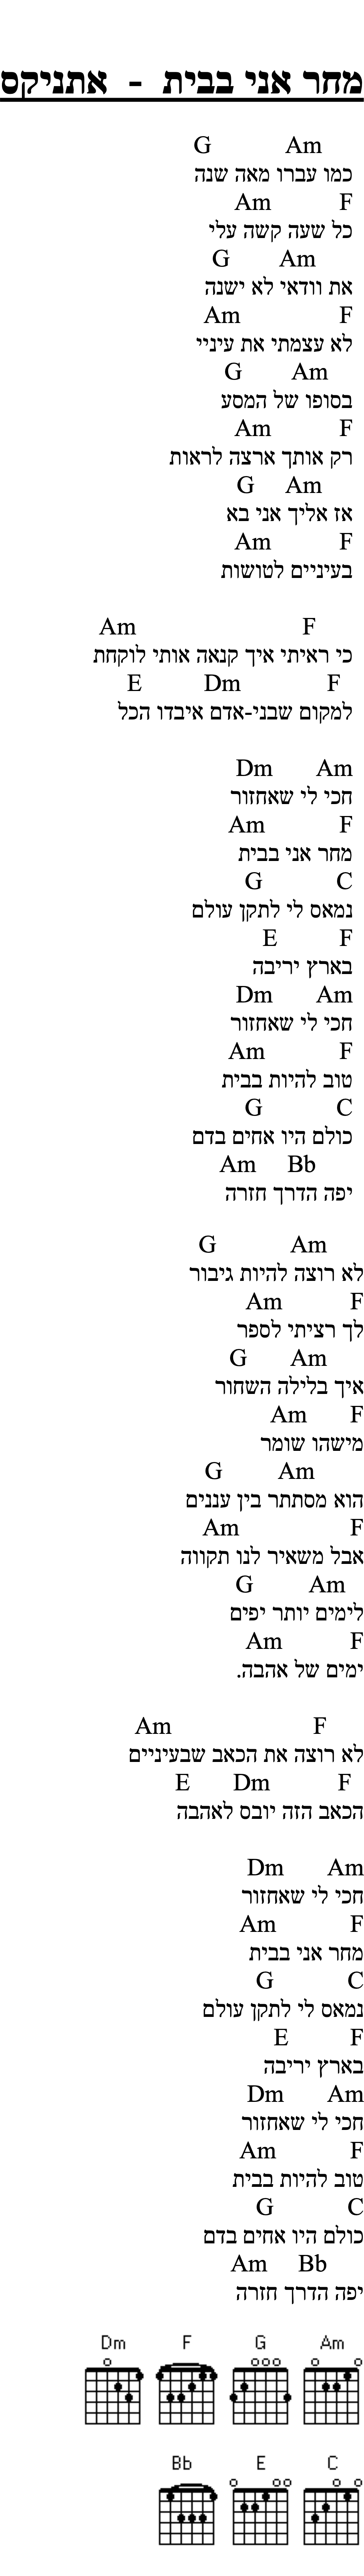 מחר אני בבית - אתניקס
G Am
כמו עברו מאה שנה
Am F
כל שעה קשה עלי
G Am
את וודאי לא ישנה
Am F
לא עצמתי את עיניי
G Am
בסופו של המסע
Am F
רק אותך ארצה לראות
G Am
אז אליך אני בא
Am F
בעיניים לטושות
Am F
כי ראיתי איך קנאה אותי לוקחת
E Dm F
למקום שבני-אדם איבדו הכל
Dm Am
חכי לי שאחזור
Am F
מחר אני בבית
G C
נמאס לי לתקן עולם
E F
בארץ יריבה
Dm Am
חכי לי שאחזור
Am F
טוב להיות בבית
G C
כולם היו אחים בדם
Am Bb
יפה הדרך חזרה
G Am
לא רוצה להיות גיבור
Am F
לך רציתי לספר
G Am
איך בלילה השחור
Am F
מישהו שומר
G Am
הוא מסתתר בין עננים
Am F
אבל משאיר לנו תקווה
G Am
לימים יותר יפים
Am F
ימים של אהבה.
Am F
לא רוצה את הכאב שבעיניים
E Dm F
הכאב הזה יובס לאהבה
Dm Am
חכי לי שאחזור
Am F
מחר אני בבית
G C
נמאס לי לתקן עולם
E F
בארץ יריבה
Dm Am
חכי לי שאחזור
Am F
טוב להיות בבית
G C
כולם היו אחים בדם
Am Bb
יפה הדרך חזרה
Dm F G Am
Bb E C